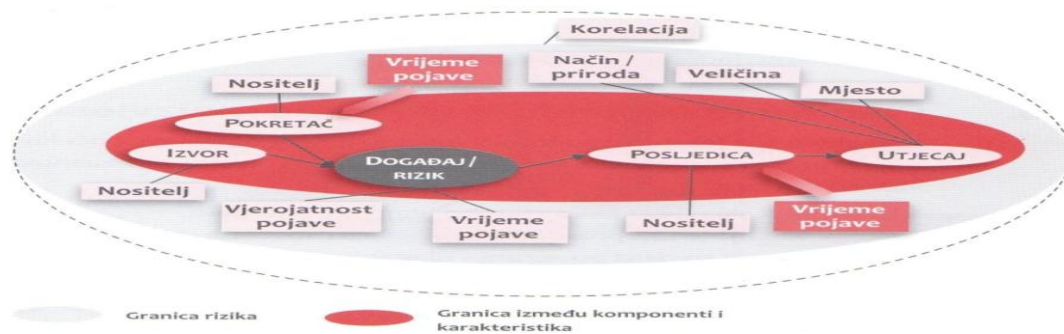 Korelacija
Vrijeme
pojave
Način /
priroda
Nositelj
Veličina
Mjesto
POKRETAČ
IZVOR
DOGAĐAJ /
RIZIK
POSLJEDICA
UTJECAJ
Nositelj
Vjerojatnost
pojave
Vrijeme
pojave
Nositelj
Vrijeme
pojave
Granica rizika
Granica između komponenti i
karakteristika